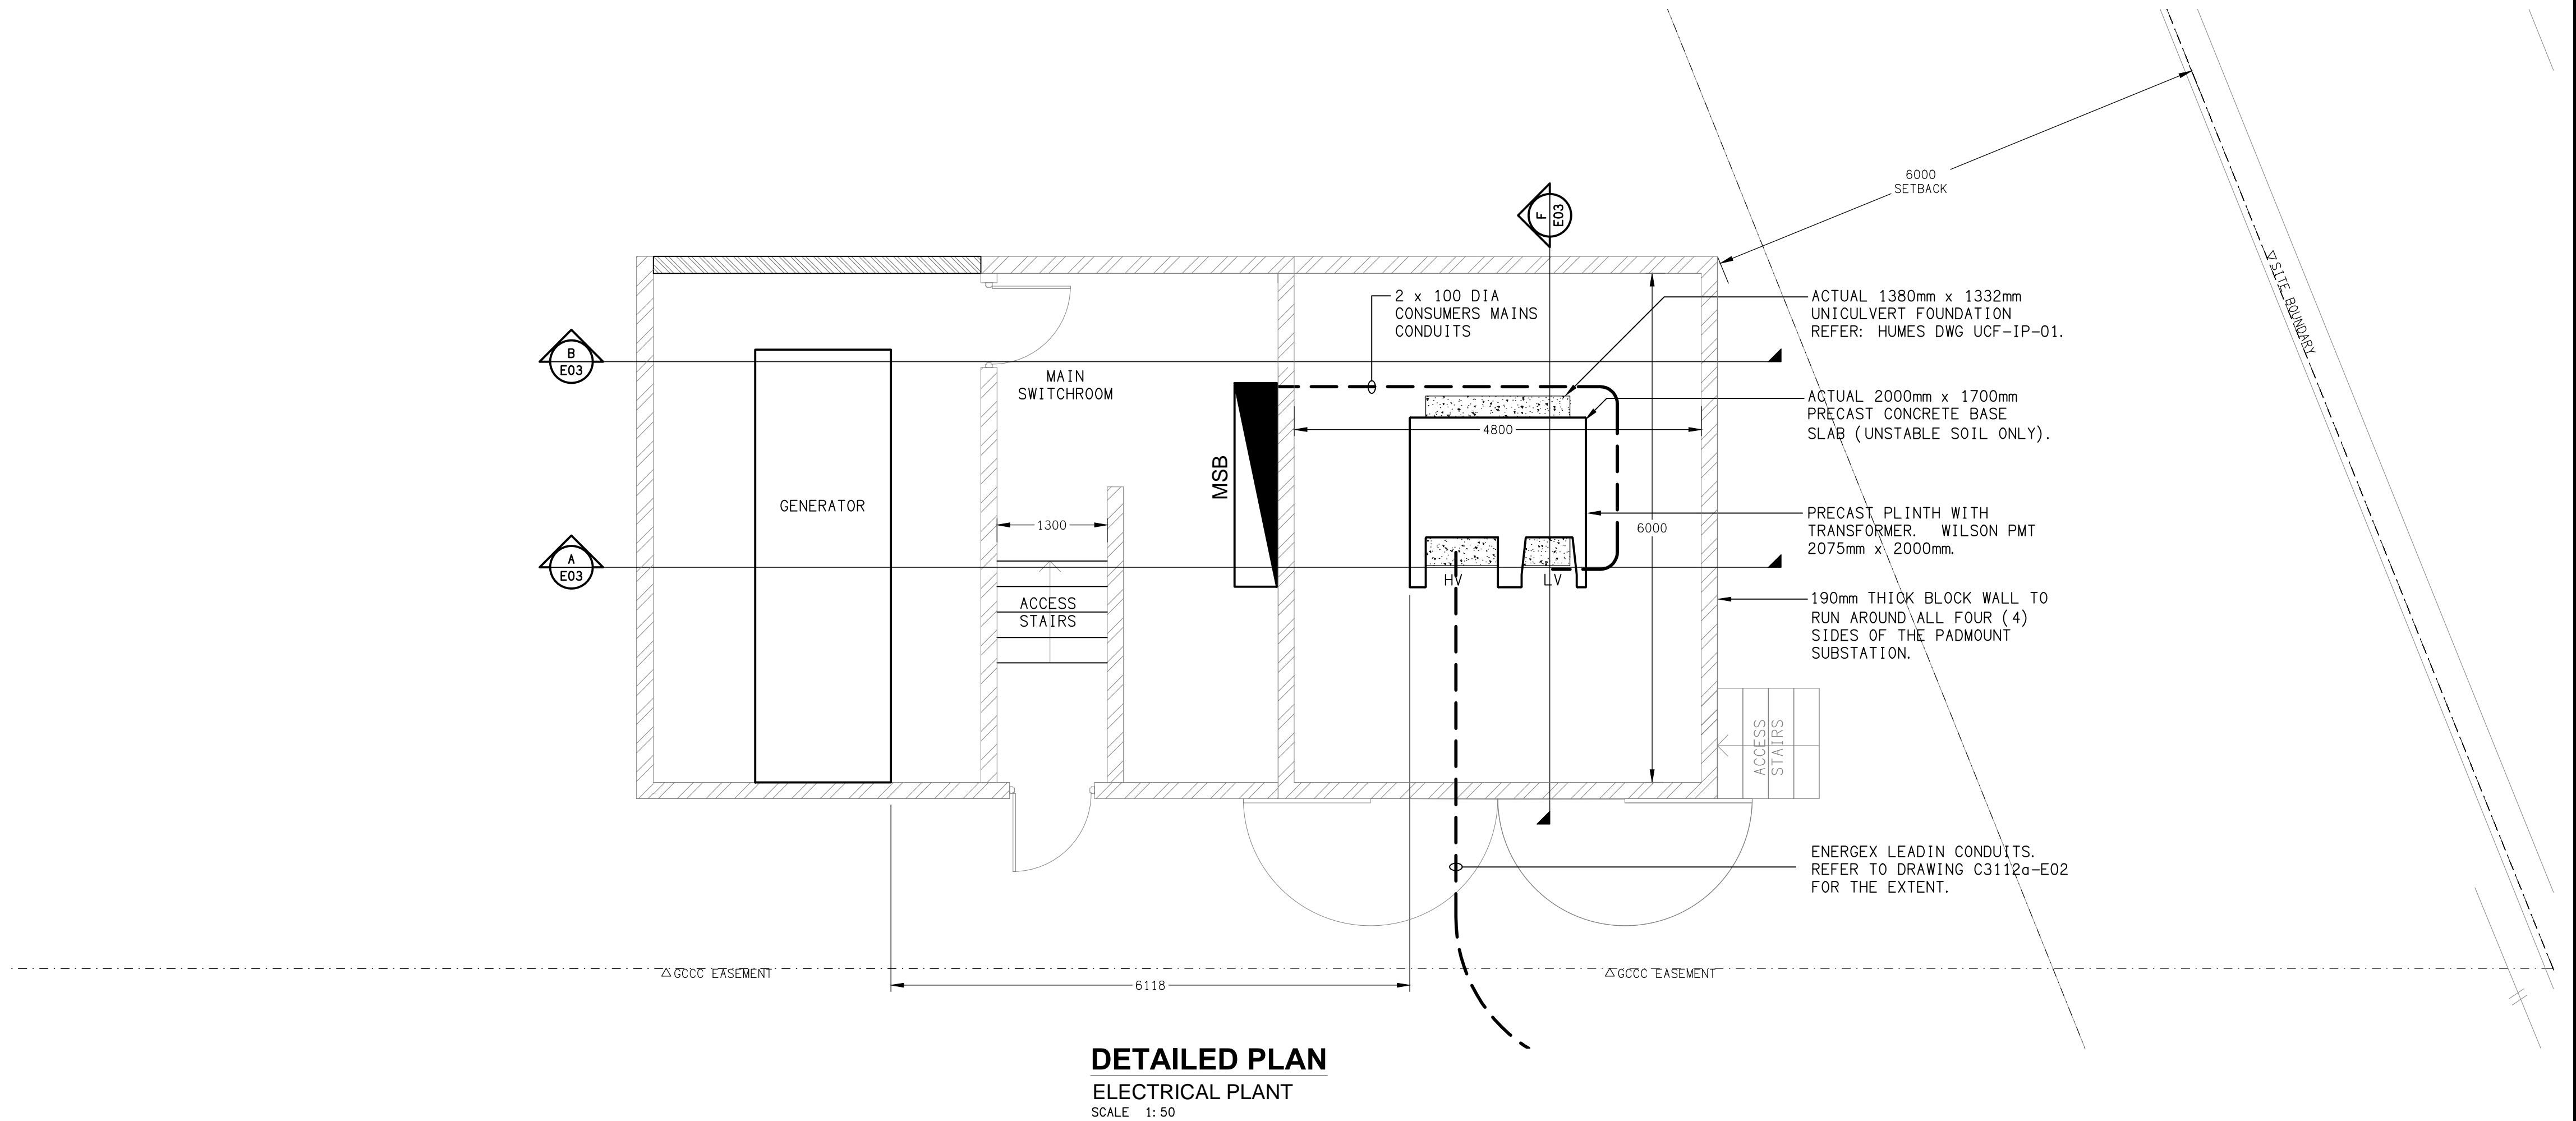 6000
SETBACK
F
E03
SITE BOUNDARY
2 x 100 DIA
CONSUMERS MAINS
CONDUITS
ACTUAL 1380mm x 1332mm
UNICULVERT FOUNDATION
REFER: HUMES DWG UCF-IP-01.
B
E03
MAIN
SWITCHROOM
ACTUAL 2000mm x 1700mm
PRECAST CONCRETE BASE
SLAB (UNSTABLE SOIL ONLY).
4800
MSB
GENERATOR
1300
6000
PRECAST PLINTH WITH
TRANSFORMER. WILSON PMT
2075mm x 2000mm.
A
E03
HV
LV
ACCESS
STAIRS
190mm THICK BLOCK WALL TO
RUN AROUND ALL FOUR (4)
SIDES OF THE PADMOUNT
SUBSTATION.
ACCESS
STAIRS
ENERGEX LEADIN CONDUITS.
REFER TO DRAWING C3112a-E02
FOR THE EXTENT.
GCCC EASEMENT
GCCC EASEMENT
6118
DETAILED PLAN
ELECTRICAL PLANT
SCALE 1:50